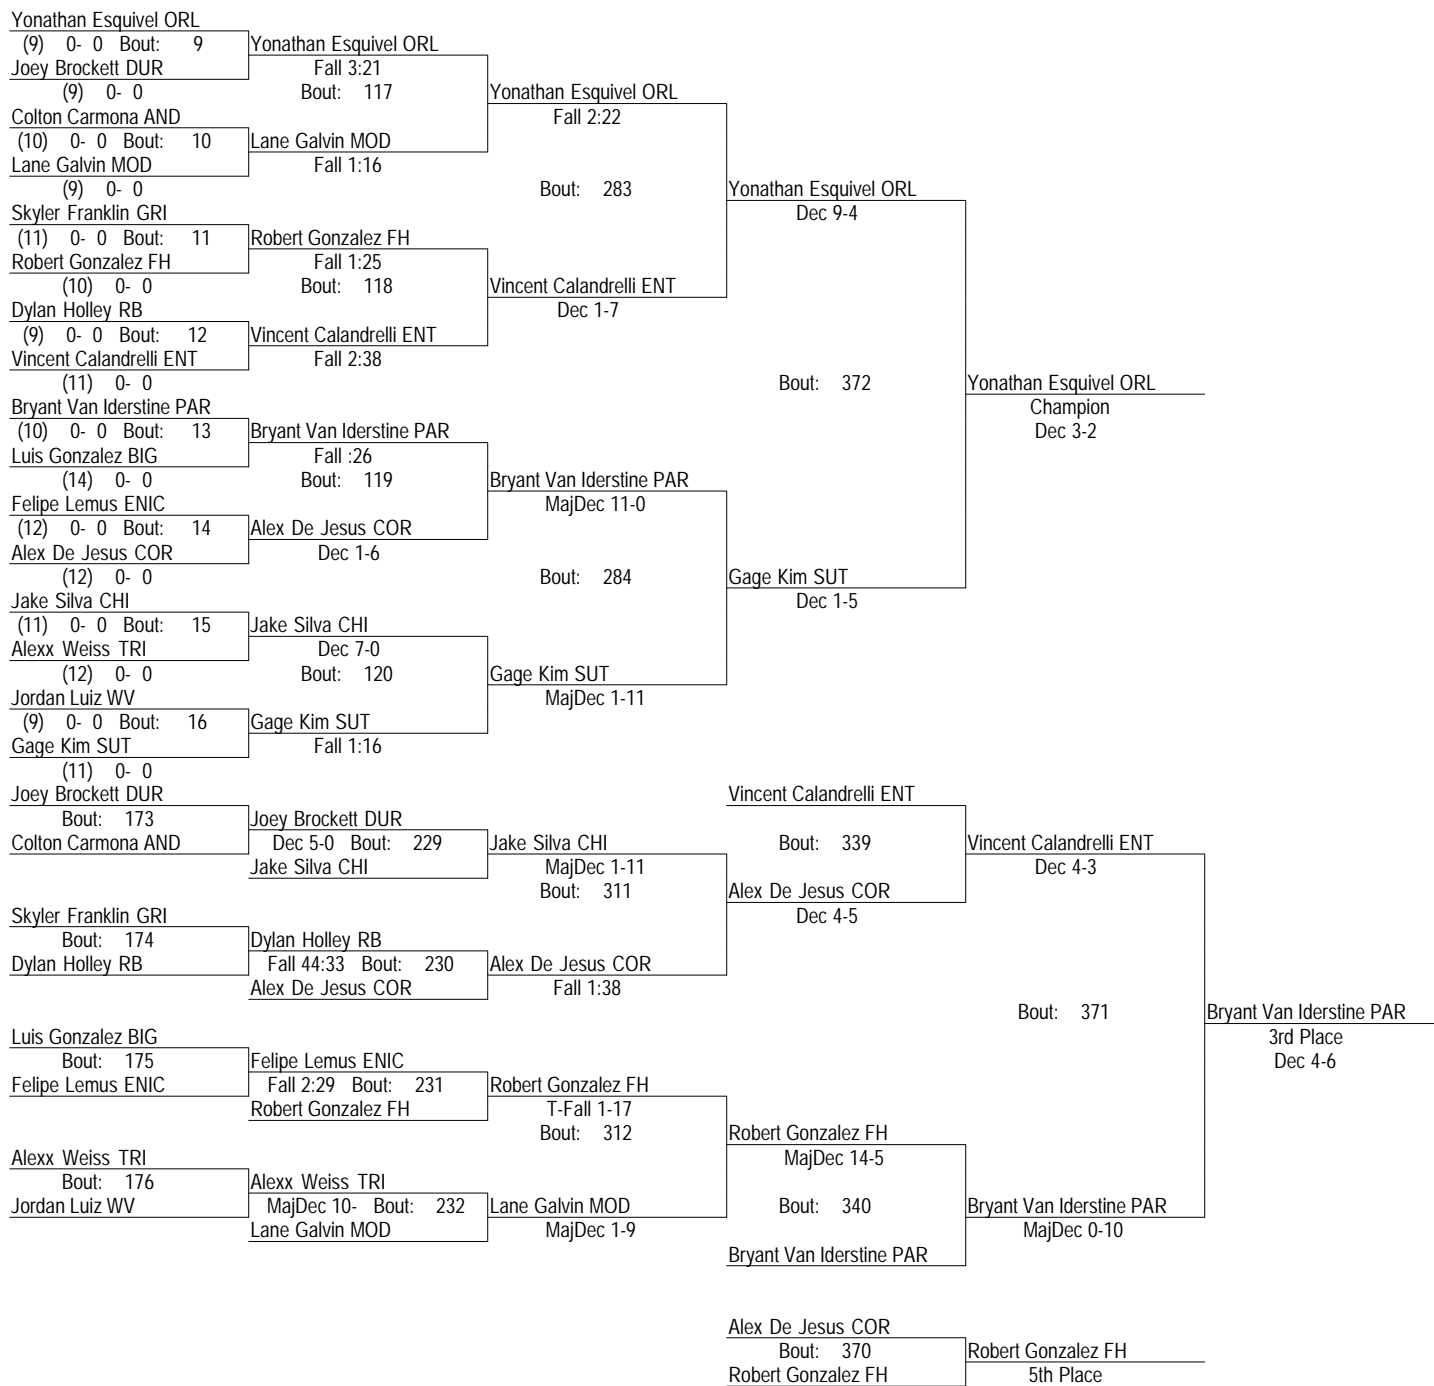 Yonathan Esquivel ORL
(9) 0- 0 Bout: 9 Yonathan Esquivel ORL
Joey Brockett DUR Fall 3:21
(9) 0- 0 Bout: 117 Yonathan Esquivel ORL
Colton Carmona AND Fall 2:22
(10) 0- 0 Bout: 10 Lane Galvin MOD
Lane Galvin MOD Fall 1:16
(9) 0- 0 Bout: 283 Yonathan Esquivel ORL
Skyler Franklin GRI Dec 9-4
(11) 0- 0 Bout: 11 Robert Gonzalez FH
Robert Gonzalez FH Fall 1:25
(10) 0- 0 Bout: 118 Vincent Calandrelli ENT
Dylan Holley RB Dec 1-7
(9) 0- 0 Bout: 12 Vincent Calandrelli ENT
Vincent Calandrelli ENT Fall 2:38
(11) 0- 0 Bout: 372 Yonathan Esquivel ORL
Bryant Van Iderstine PAR Champion
(10) 0- 0 Bout: 13 Bryant Van Iderstine PAR Dec 3-2
Luis Gonzalez BIG Fall :26
(14) 0- 0 Bout: 119 Bryant Van Iderstine PAR
Felipe Lemus ENIC MajDec 11-0
(12) 0- 0 Bout: 14 Alex De Jesus COR
Alex De Jesus COR Dec 1-6
(12) 0- 0 Bout: 284 Gage Kim SUT
Jake Silva CHI Dec 1-5
(11) 0- 0 Bout: 15 Jake Silva CHI
Alexx Weiss TRI Dec 7-0
(12) 0- 0 Bout: 120 Gage Kim SUT
Jordan Luiz WV MajDec 1-11
(9) 0- 0 Bout: 16 Gage Kim SUT
Gage Kim SUT Fall 1:16
(11) 0- 0
Joey Brockett DUR Vincent Calandrelli ENT
Bout: 173 Joey Brockett DUR
Colton Carmona AND Dec 5-0 Bout: 229 Jake Silva CHI Bout: 339 Vincent Calandrelli ENT
Jake Silva CHI MajDec 1-11 Dec 4-3
Bout: 311 Alex De Jesus COR
Skyler Franklin GRI Dec 4-5
Bout: 174 Dylan Holley RB
Dylan Holley RB Fall 44:33 Bout: 230 Alex De Jesus COR
Alex De Jesus COR Fall 1:38
Bout: 371 Bryant Van Iderstine PAR
Luis Gonzalez BIG 3rd Place
Bout: 175 Felipe Lemus ENIC Dec 4-6
Felipe Lemus ENIC Fall 2:29 Bout: 231 Robert Gonzalez FH
Robert Gonzalez FH T-Fall 1-17
Bout: 312 Robert Gonzalez FH
Alexx Weiss TRI MajDec 14-5
Bout: 176 Alexx Weiss TRI
Jordan Luiz WV MajDec 10- Bout: 232 Lane Galvin MOD Bout: 340 Bryant Van Iderstine PAR
Lane Galvin MOD MajDec 1-9 MajDec 0-10
Bryant Van Iderstine PAR
Alex De Jesus COR
Bout: 370 Robert Gonzalez FH
Robert Gonzalez FH 5th Place